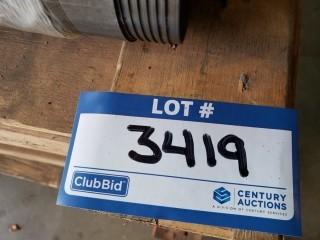 LOT #
3419
ClubBid
CENTURY
AUCTIONS
A DIVISION OF CENTURY SERVICES